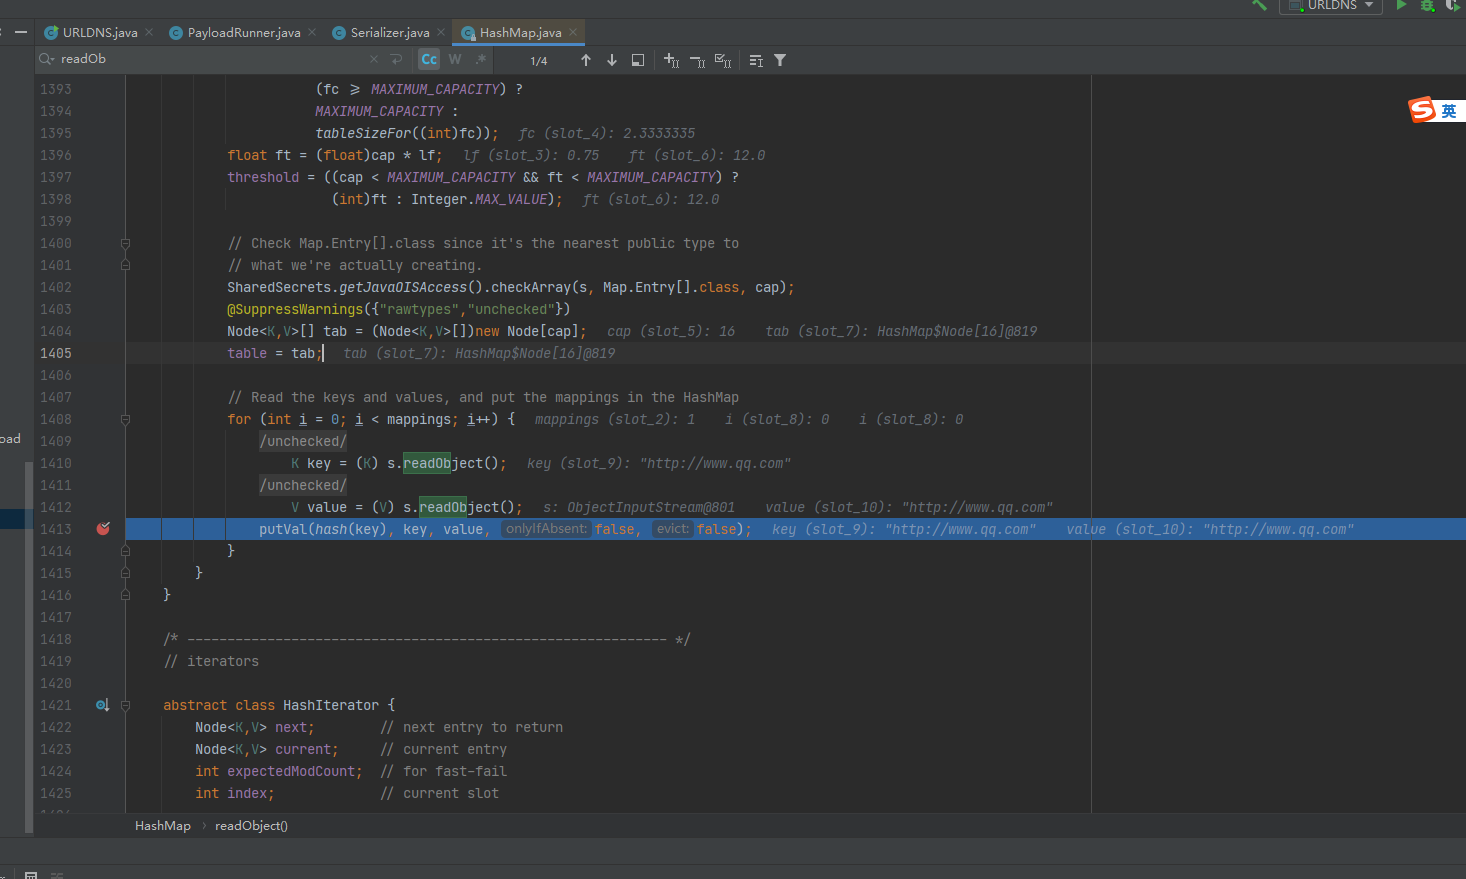 URLDNS
URLDNS.java PayloadRunner.java Serializer.java HashMap.java
readOb Cc W .* 1/4
1393 (fc >= MAXIMUM_CAPACITY) ?
1394 MAXIMUM_CAPACITY :
1395 tableSizeFor((int)fc)); fc (slot_4): 2.3333335
1396 float ft = (float)cap * lf; lf (slot_3): 0.75 ft (slot_6): 12.0
1397 threshold = ((cap < MAXIMUM_CAPACITY && ft < MAXIMUM_CAPACITY) ?
1398 (int)ft : Integer.MAX_VALUE); ft (slot_6): 12.0
1399
1400 // Check Map.Entry[].class since it's the nearest public type to
1401 // what we're actually creating.
1402 SharedSecrets.getJavaOISAccess().checkArray(s, Map.Entry[].class, cap);
1403 @SuppressWarnings({"rawtypes","unchecked"})
1404 Node<K,V>[] tab = (Node<K,V>[])new Node[cap]; cap (slot_5): 16 tab (slot_7): HashMap$Node[16]@819
1405 table = tab; tab (slot_7): HashMap$Node[16]@819
1406
1407 // Read the keys and values, and put the mappings in the HashMap
1408 for (int i = 0; i < mappings; i++) { mappings (slot_2): 1 i (slot_8): 0 i (slot_8): 0
1409 /unchecked/
1410 K key = (K) s.readObject(); key (slot_9): "http://www.qq.com"
1411 /unchecked/
1412 V value = (V) s.readObject(); s: ObjectInputStream@801 value (slot_10): "http://www.qq.com"
1413 putVal(hash(key), key, value, onlyIfAbsent: false, evict: false); key (slot_9): "http://www.qq.com" value (slot_10): "http://www.qq.com"
1414 }
1415 }
1416 }
1417
1418 /* ------------------------------------------------------------ */
1419 // iterators
1420
1421 abstract class HashIterator {
1422 Node<K,V> next; // next entry to return
1423 Node<K,V> current; // current entry
1424 int expectedModCount; // for fast-fail
1425 int index; // current slot
oad
S 英
HashMap › readObject()